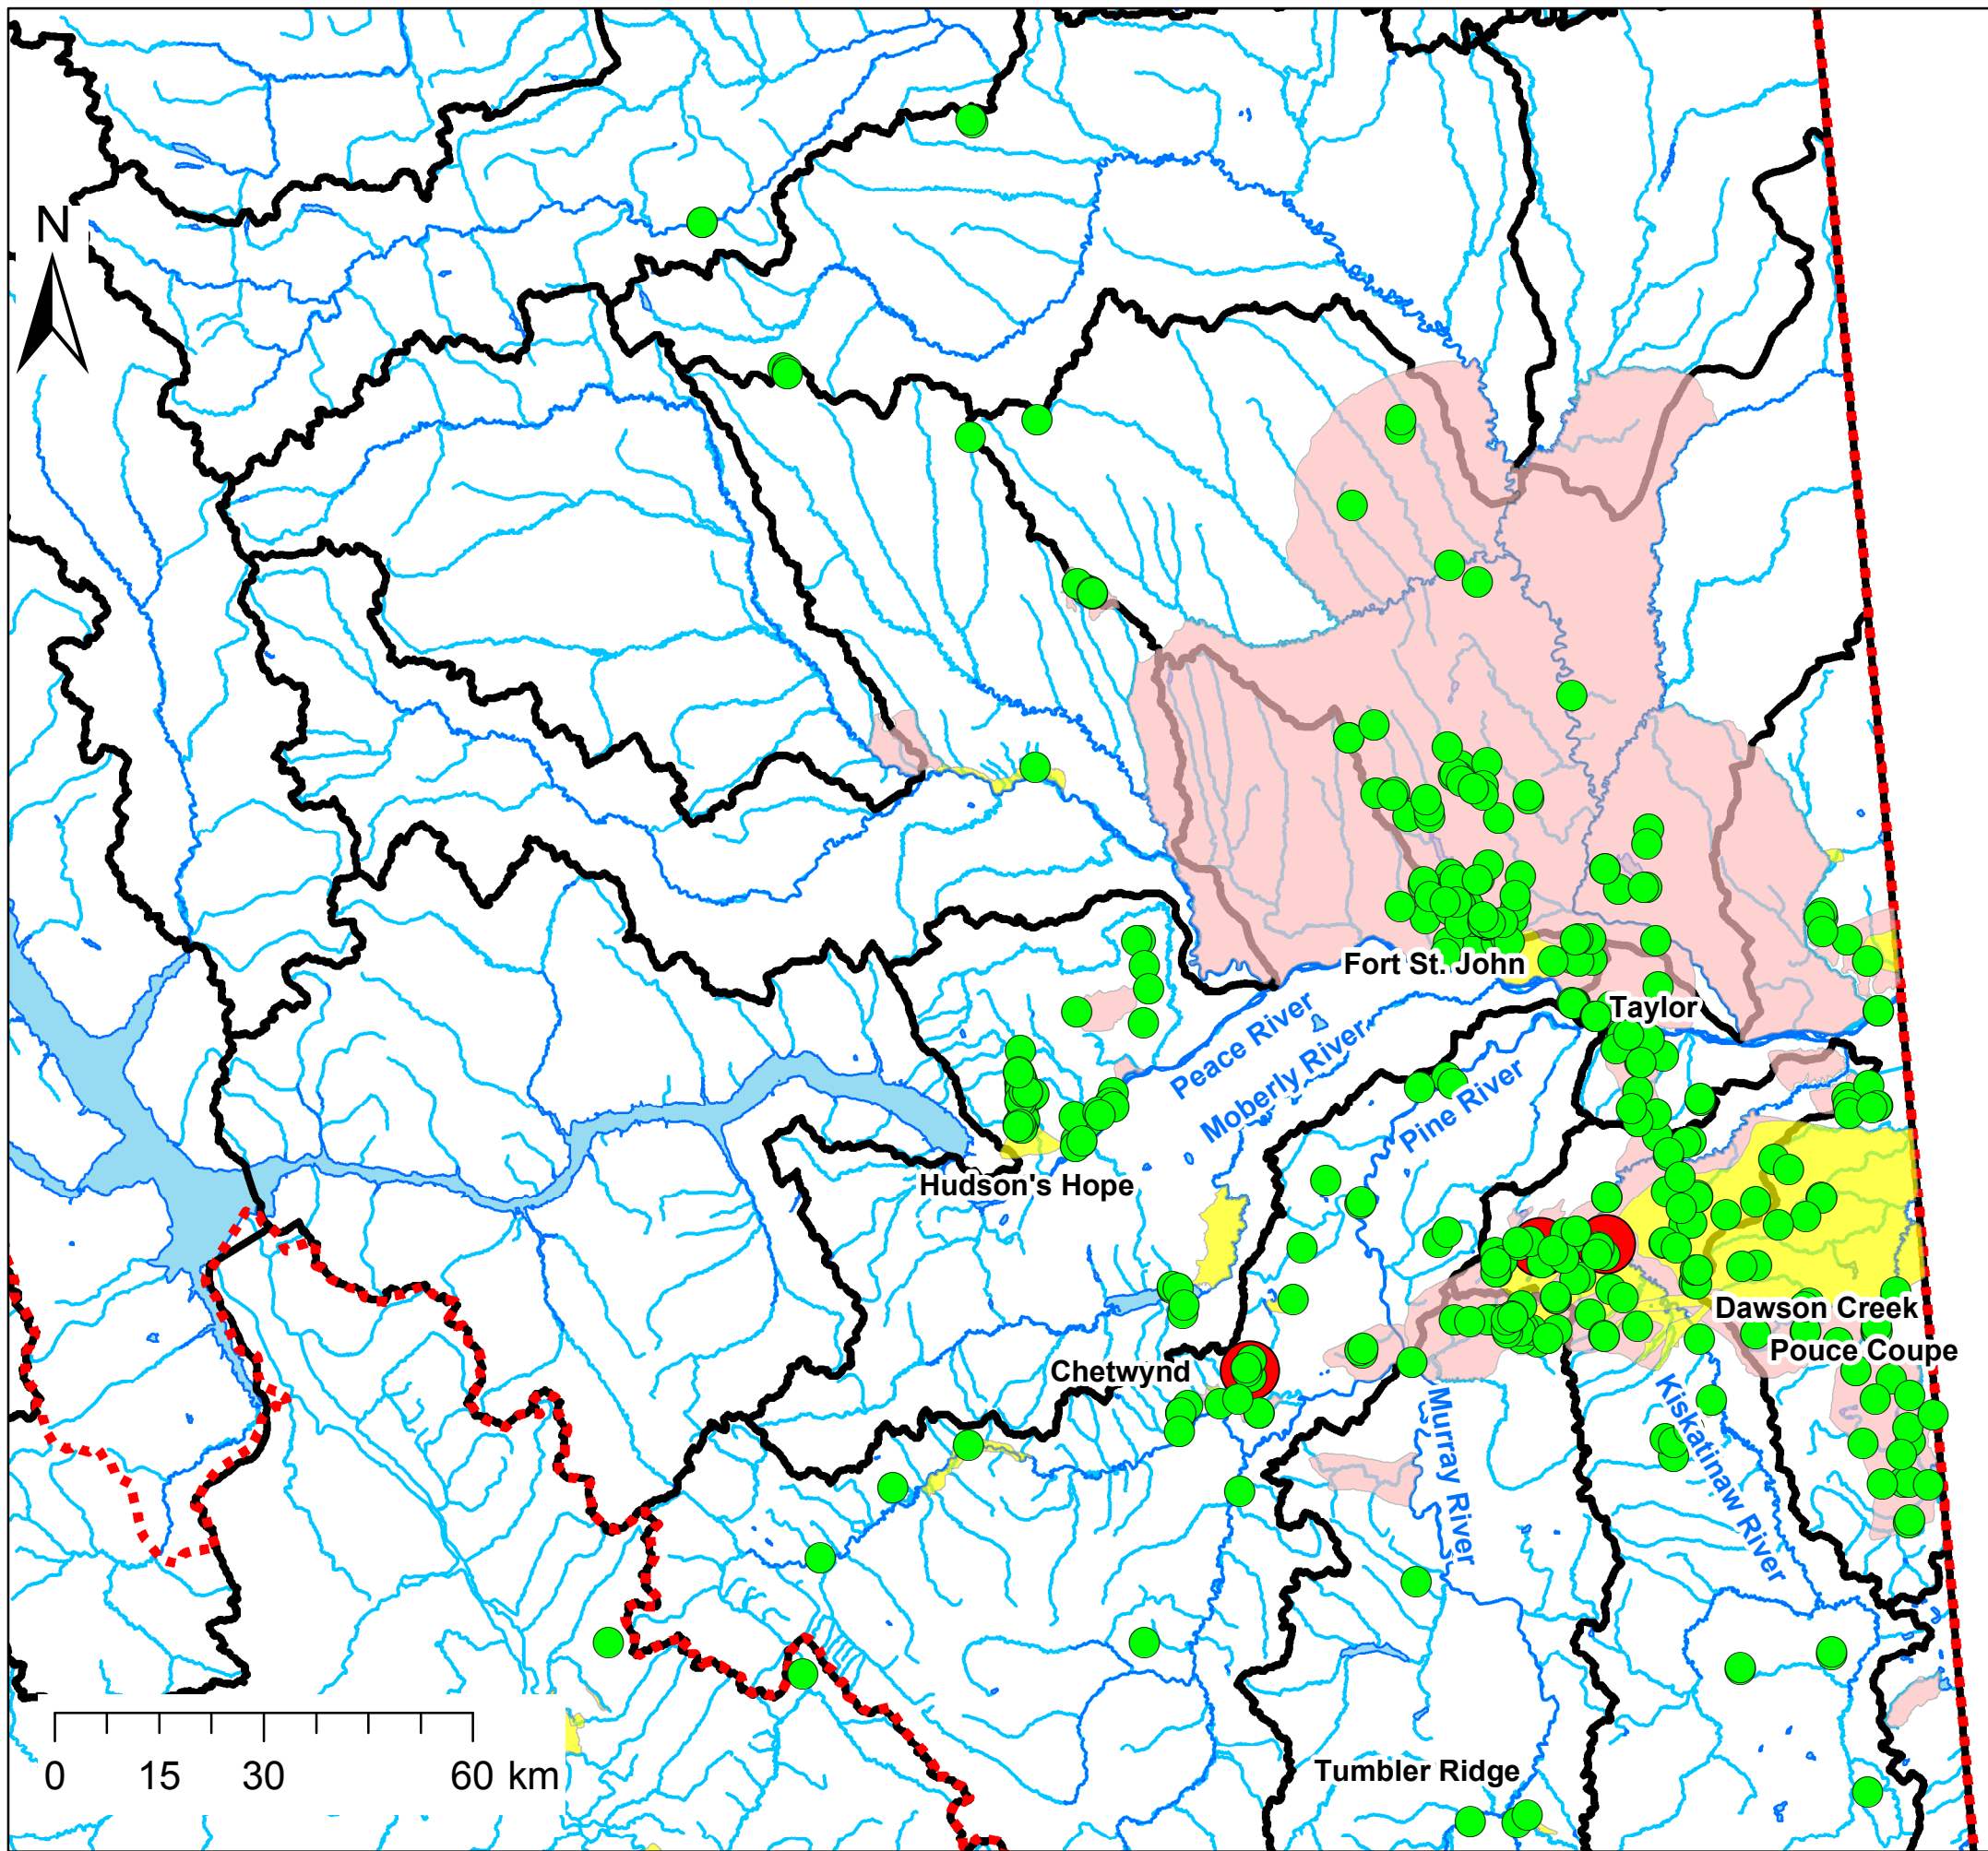 N
Fort St. John
Taylor
Peace River
Moberly River
Pine River
Hudson's Hope
Dawson Creek
Pouce Coupe
Chetwynd
Murray River
Kiskatinaw River
Tumbler Ridge
0 15 30 60 km